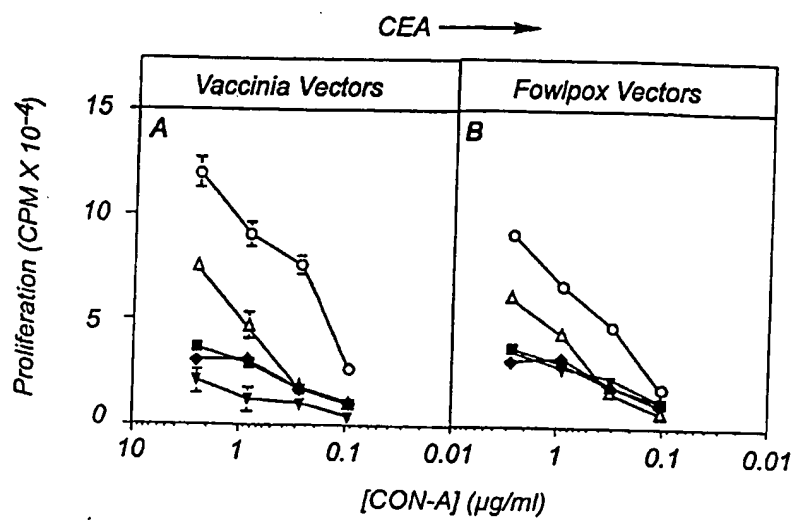 CEA
Vaccinia Vectors Fowlpox Vectors
Proliferation (CPM X 10⁻⁴)
15
A B
10
5
0
10 1 0.1 0.01 1 0.1 0.01
[CON-A] (µg/ml)